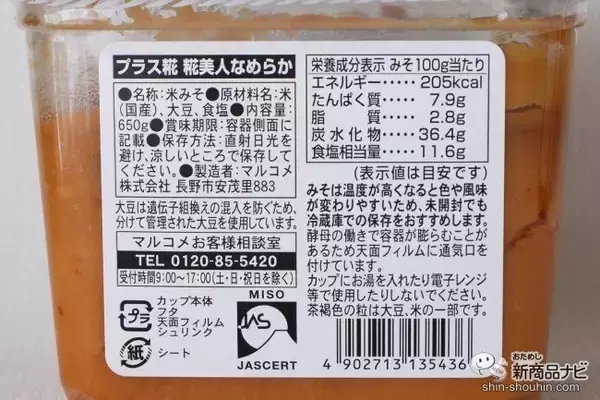 プラス糀 糀美人なめらか
●名称:米みそ●原材料名:米
(国産)、大豆、食塩●内容量:
650g●賞味期限:容器側面に
記載●保存方法:直射日光を
避け、涼しいところで保存して
ください。●製造者:マルコメ
株式会社 長野市安茂里883
大豆は遺伝子組換えの混入を防ぐため、
分けて管理された大豆を使用しています。
マルコメお客様相談室
TEL 0120-85-5420
受付時間9:00〜17:00(土・日・祝日を除く)
プラ
カップ本体
フタ
天面フィルム
シュリンク
紙
シート
MISO
JAS
JASCERT
栄養成分表示 みそ100g当たり
エネルギー‥‥‥ 205kcal
たんぱく質‥‥‥ 7.9g
脂質‥‥‥ 2.8g
炭水化物‥‥‥ 36.4g
食塩相当量‥‥‥ 11.6g
(表示値は目安です)
みそは温度が高くなると色や風味
が変わりやすいため、未開封でも
冷蔵庫での保存をおすすめします。
酵母の働きで容器が膨らむことが
あるため天面フィルムに通気口を
付けています。
カップにお湯を入れたり電子レンジ
等で使用したりしないでください。
茶褐色の粒は大豆、米の一部です。
4902713135436
おためし
新商品ナビ
shin-shouhin.com